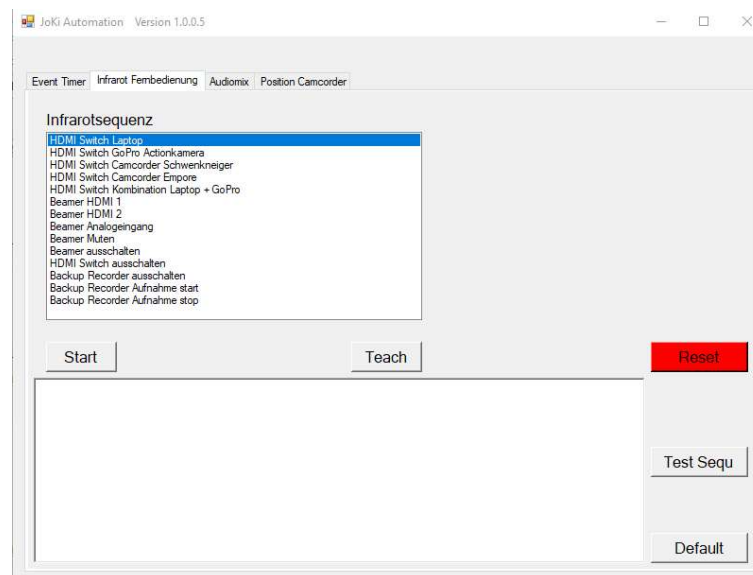 JoKi Automation Version 1.0.0.5
Event Timer Infrarot Fernbedienung Audiomix Position Camcorder
Infrarotsequenz
HDMI Switch Laptop
HDMI Switch GoPro Actionkamera
HDMI Switch Camcorder Schwenkneiger
HDMI Switch Camcorder Empore
HDMI Switch Kombination Laptop + GoPro
Beamer HDMI 1
Beamer HDMI 2
Beamer Analogeingang
Beamer Muten
Beamer ausschalten
HDMI Switch ausschalten
Backup Recorder ausschalten
Backup Recorder Aufnahme start
Backup Recorder Aufnahme stop
Start Teach Reset
Test Sequ
Default